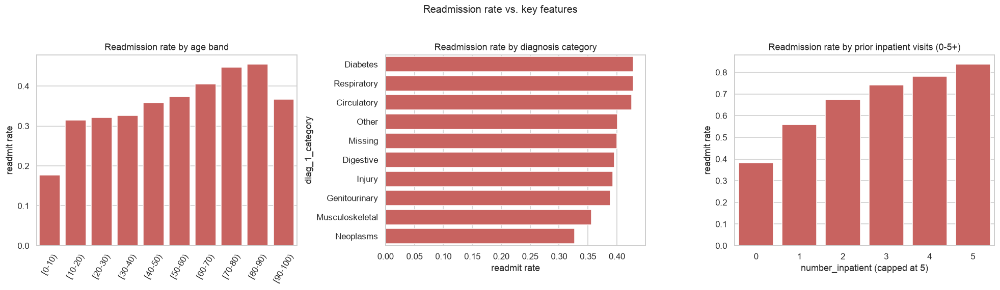 Readmission rate vs. key features
Readmission rate by age band
readmit rate
0.4
0.3
0.2
0.1
0.0
[0-10)
[10-20)
[20-30)
[30-40)
[40-50)
[50-60)
[60-70)
[70-80)
[80-90)
[90-100)
Readmission rate by diagnosis category
diag_1_category
Diabetes
Respiratory
Circulatory
Other
Missing
Digestive
Injury
Genitourinary
Musculoskeletal
Neoplasms
0.00 0.05 0.10 0.15 0.20 0.25 0.30 0.35 0.40
readmit rate
Readmission rate by prior inpatient visits (0-5+)
readmit rate
0.8
0.7
0.6
0.5
0.4
0.3
0.2
0.1
0.0
0 1 2 3 4 5
number_inpatient (capped at 5)